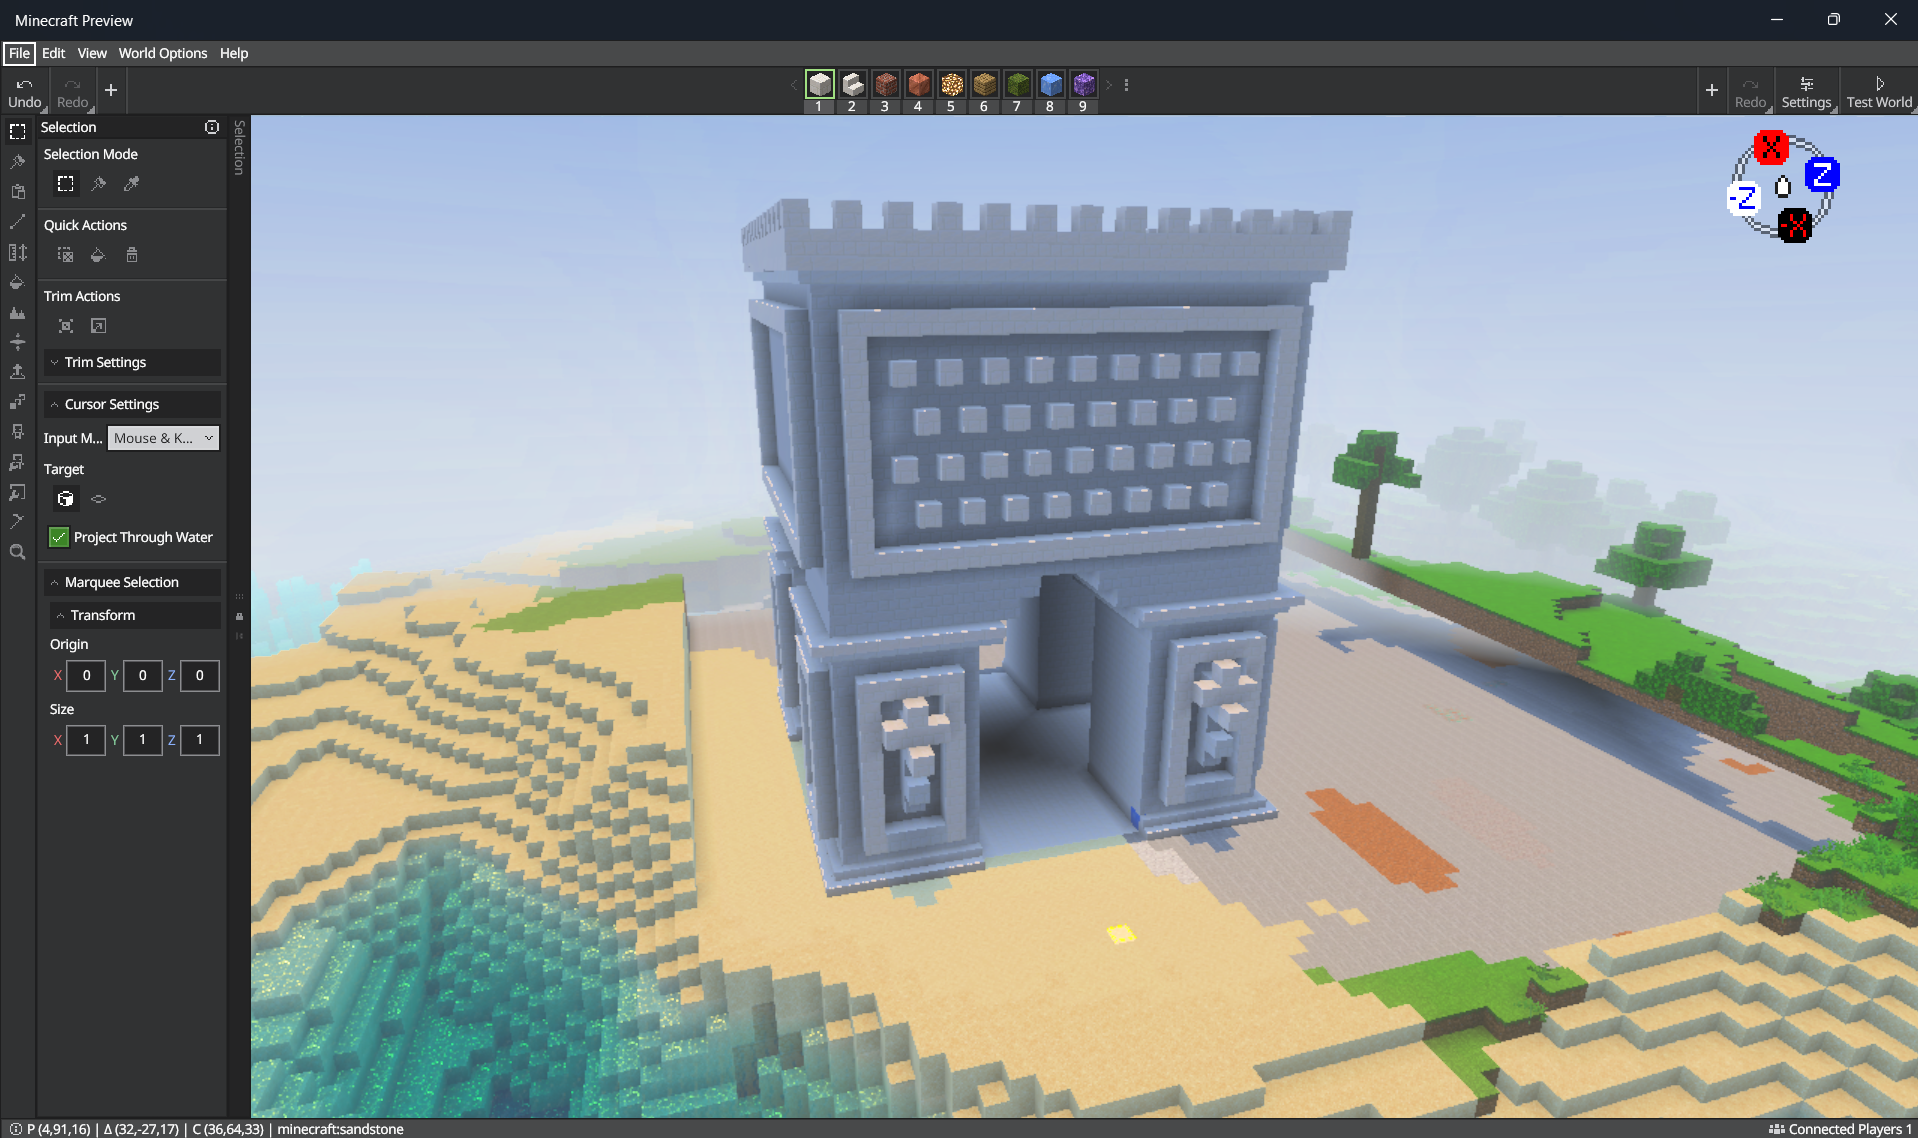 Minecraft Preview
File Edit View World Options Help
Undo Redo 1 2 3 4 5 6 7 8 9 Redo Settings Test World
Selection
Selection
Selection Mode
Quick Actions
Trim Actions
Trim Settings
Cursor Settings
Input M... Mouse & K...
Target
Project Through Water
Marquee Selection
Transform
Origin
X 0 Y 0 Z 0
Size
X 1 Y 1 Z 1
X
Z
-Z
-X
P (4,91,16) | Δ (32,-27,17) | C (36,64,33) | minecraft:sandstone
Connected Players 1